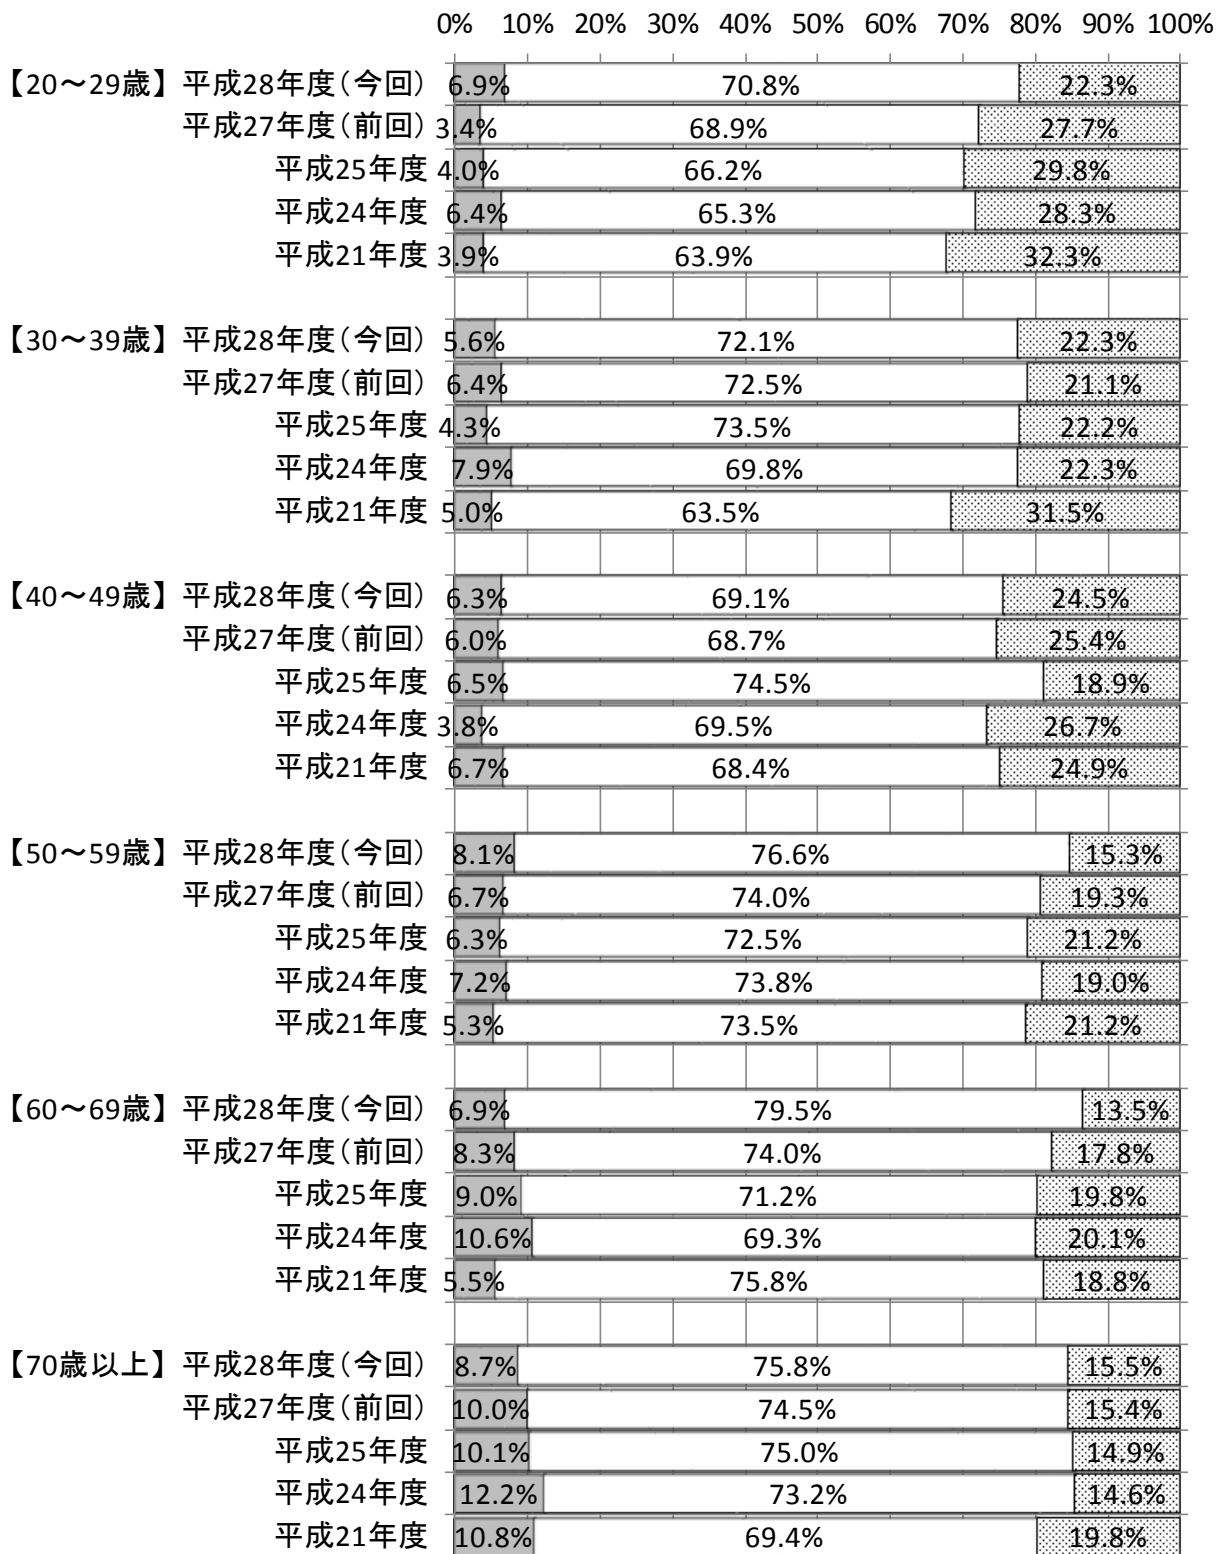 0% 10% 20% 30% 40% 50% 60% 70% 80% 90% 100%
【20～29歳】 平成28年度(今回) 6.9% 70.8% 22.3%
平成27年度(前回) 3.4% 68.9% 27.7%
平成25年度 4.0% 66.2% 29.8%
平成24年度 6.4% 65.3% 28.3%
平成21年度 3.9% 63.9% 32.3%
【30～39歳】 平成28年度(今回) 5.6% 72.1% 22.3%
平成27年度(前回) 6.4% 72.5% 21.1%
平成25年度 4.3% 73.5% 22.2%
平成24年度 7.9% 69.8% 22.3%
平成21年度 5.0% 63.5% 31.5%
【40～49歳】 平成28年度(今回) 6.3% 69.1% 24.5%
平成27年度(前回) 6.0% 68.7% 25.4%
平成25年度 6.5% 74.5% 18.9%
平成24年度 3.8% 69.5% 26.7%
平成21年度 6.7% 68.4% 24.9%
【50～59歳】 平成28年度(今回) 8.1% 76.6% 15.3%
平成27年度(前回) 6.7% 74.0% 19.3%
平成25年度 6.3% 72.5% 21.2%
平成24年度 7.2% 73.8% 19.0%
平成21年度 5.3% 73.5% 21.2%
【60～69歳】 平成28年度(今回) 6.9% 79.5% 13.5%
平成27年度(前回) 8.3% 74.0% 17.8%
平成25年度 9.0% 71.2% 19.8%
平成24年度 10.6% 69.3% 20.1%
平成21年度 5.5% 75.8% 18.8%
【70歳以上】 平成28年度(今回) 8.7% 75.8% 15.5%
平成27年度(前回) 10.0% 74.5% 15.4%
平成25年度 10.1% 75.0% 14.9%
平成24年度 12.2% 73.2% 14.6%
平成21年度 10.8% 69.4% 19.8%